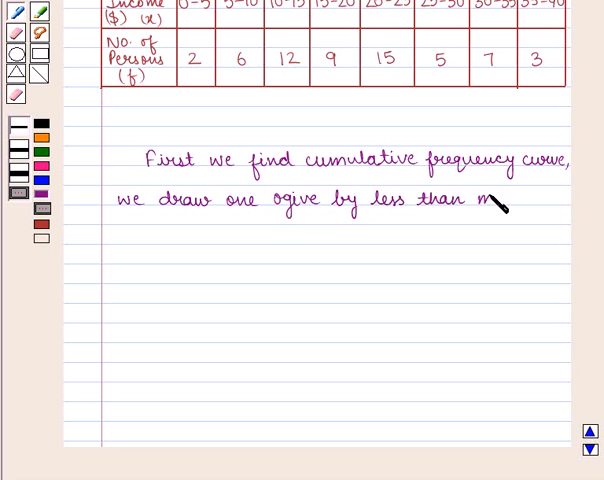 Income 0-5 5-10 10-15 15-20 20-25 25-30 30-35 35-40
($) (x)
No. of
Persons 2 6 12 9 15 5 7 3
(f)
First we find cumulative frequency curve,
we draw one ogive by less than m